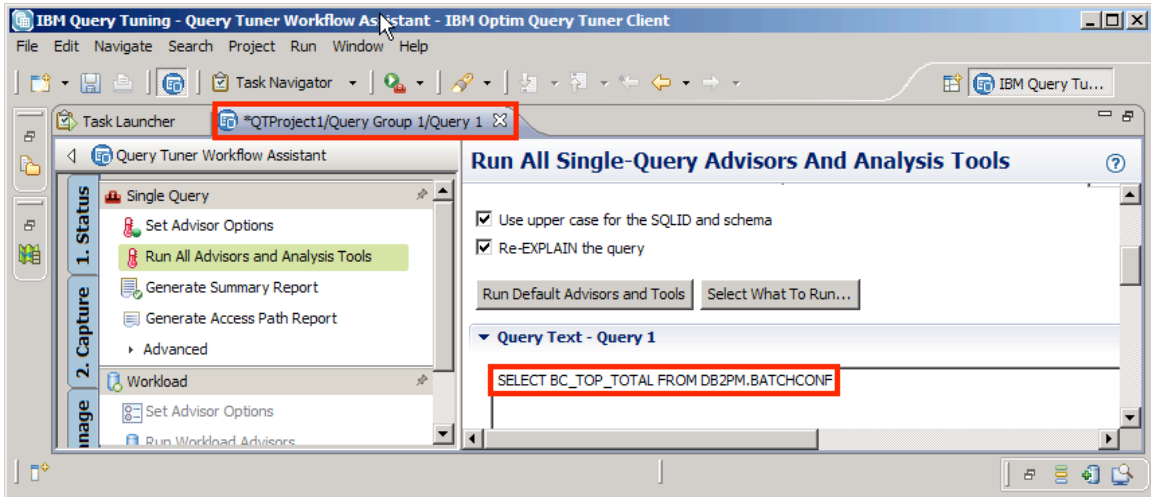 IBM Query Tuning - Query Tuner Workflow Assistant - IBM Optim Query Tuner Client
File Edit Navigate Search Project Run Window Help
Task Navigator
IBM Query Tu...
Task Launcher
*QTProject1/Query Group 1/Query 1
Query Tuner Workflow Assistant
1. Status
2. Capture
nage
Single Query
Set Advisor Options
Run All Advisors and Analysis Tools
Generate Summary Report
Generate Access Path Report
Advanced
Workload
Set Advisor Options
Run Workload Advisors
Run All Single-Query Advisors And Analysis Tools
Use upper case for the SQLID and schema
Re-EXPLAIN the query
Run Default Advisors and Tools Select What To Run...
Query Text - Query 1
SELECT BC_TOP_TOTAL FROM DB2PM.BATCHCONF